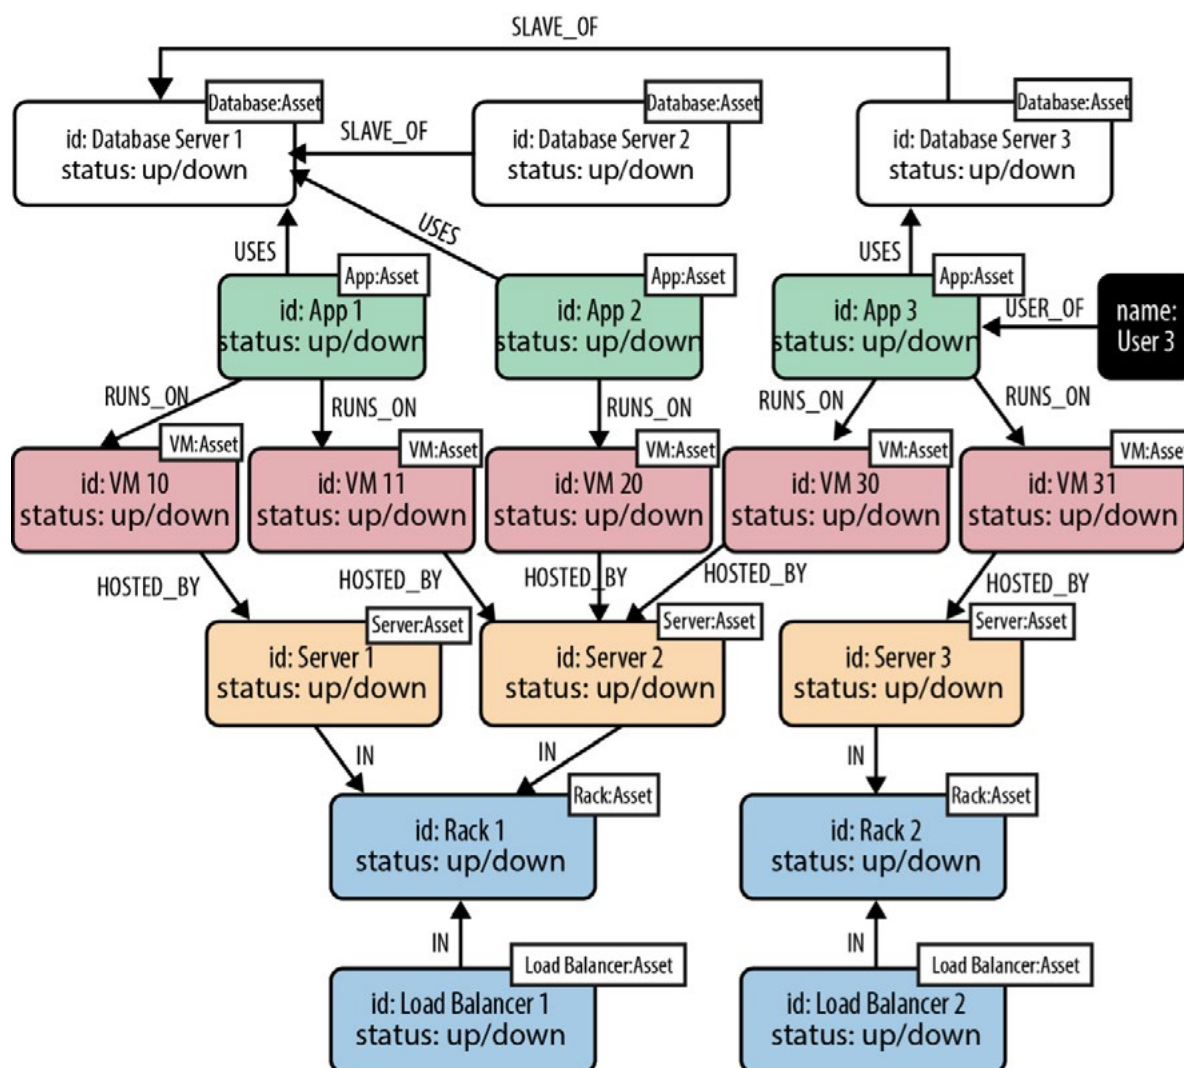 SLAVE_OF
Database:Asset
id: Database Server 1
status: up/down
SLAVE_OF
Database:Asset
id: Database Server 2
status: up/down
Database:Asset
id: Database Server 3
status: up/down
USES
USES
USES
App:Asset
id: App 1
status: up/down
App:Asset
id: App 2
status: up/down
App:Asset
id: App 3
status: up/down
USER_OF
name:
User 3
RUNS_ON
RUNS_ON
RUNS_ON
RUNS_ON
RUNS_ON
VM:Asset
id: VM 10
status: up/down
VM:Asset
id: VM 11
status: up/down
VM:Asset
id: VM 20
status: up/down
VM:Asset
id: VM 30
status: up/down
VM:Asset
id: VM 31
status: up/down
HOSTED_BY
HOSTED_BY
HOSTED_BY
HOSTED_BY
HOSTED_BY
Server:Asset
id: Server 1
status: up/down
Server:Asset
id: Server 2
status: up/down
Server:Asset
id: Server 3
status: up/down
IN
IN
IN
Rack:Asset
id: Rack 1
status: up/down
Rack:Asset
id: Rack 2
status: up/down
IN
IN
Load Balancer:Asset
id: Load Balancer 1
status: up/down
Load Balancer:Asset
id: Load Balancer 2
status: up/down